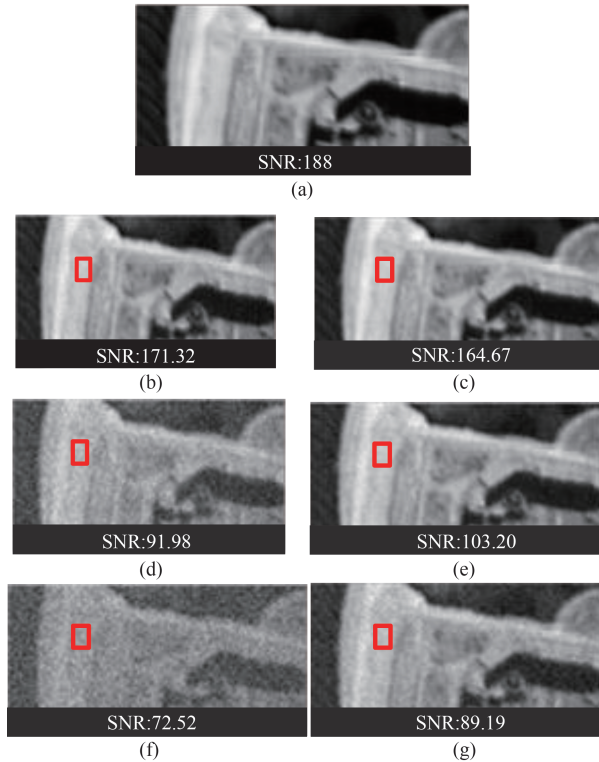 SNR:188
(a)
SNR:171.32
SNR:164.67
(b)
(c)
SNR:91.98
SNR:103.20
(d)
(e)
SNR:72.52
SNR:89.19
(f)
(g)